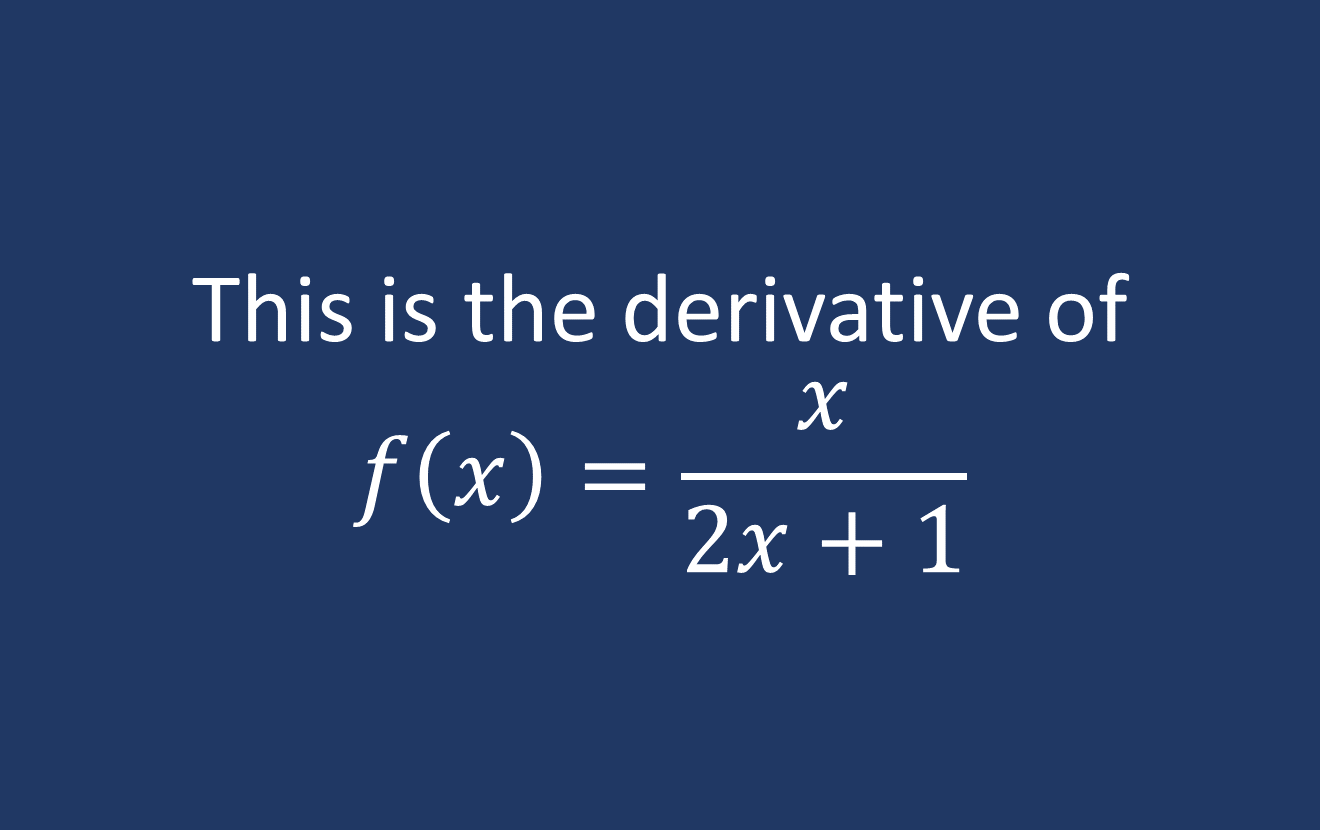 This is the derivative of
f(x) = x / 2x + 1